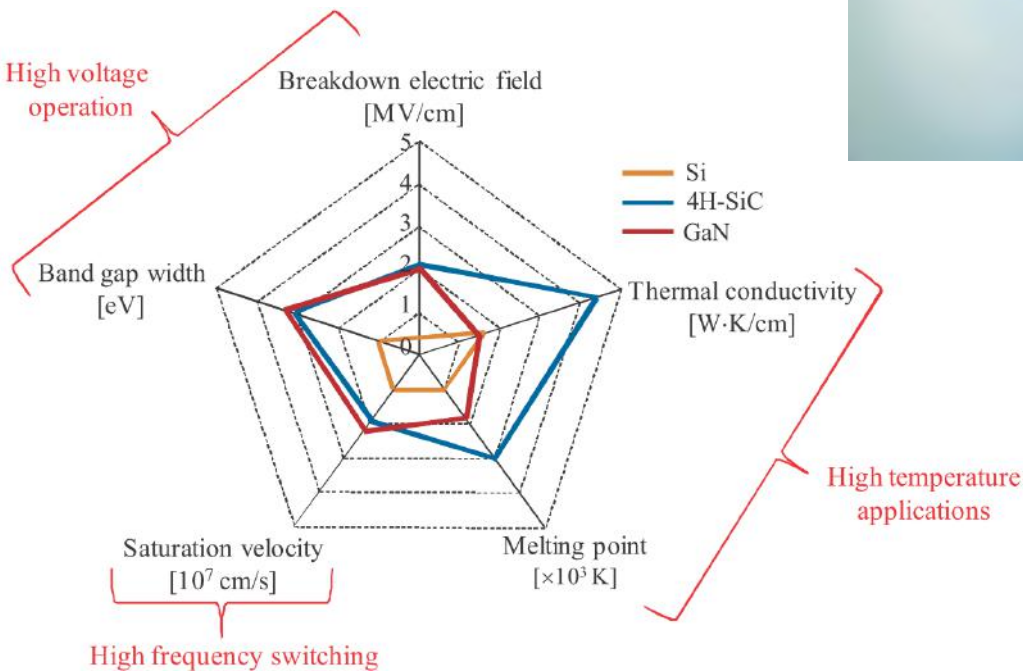 High voltage
operation
Breakdown electric field
[MV/cm]
5
4
3
2
1
0
Si
4H-SiC
GaN
Band gap width
[eV]
Thermal conductivity
[W·K/cm]
Saturation velocity
[10⁷ cm/s]
Melting point
[×10³ K]
High temperature
applications
High frequency switching